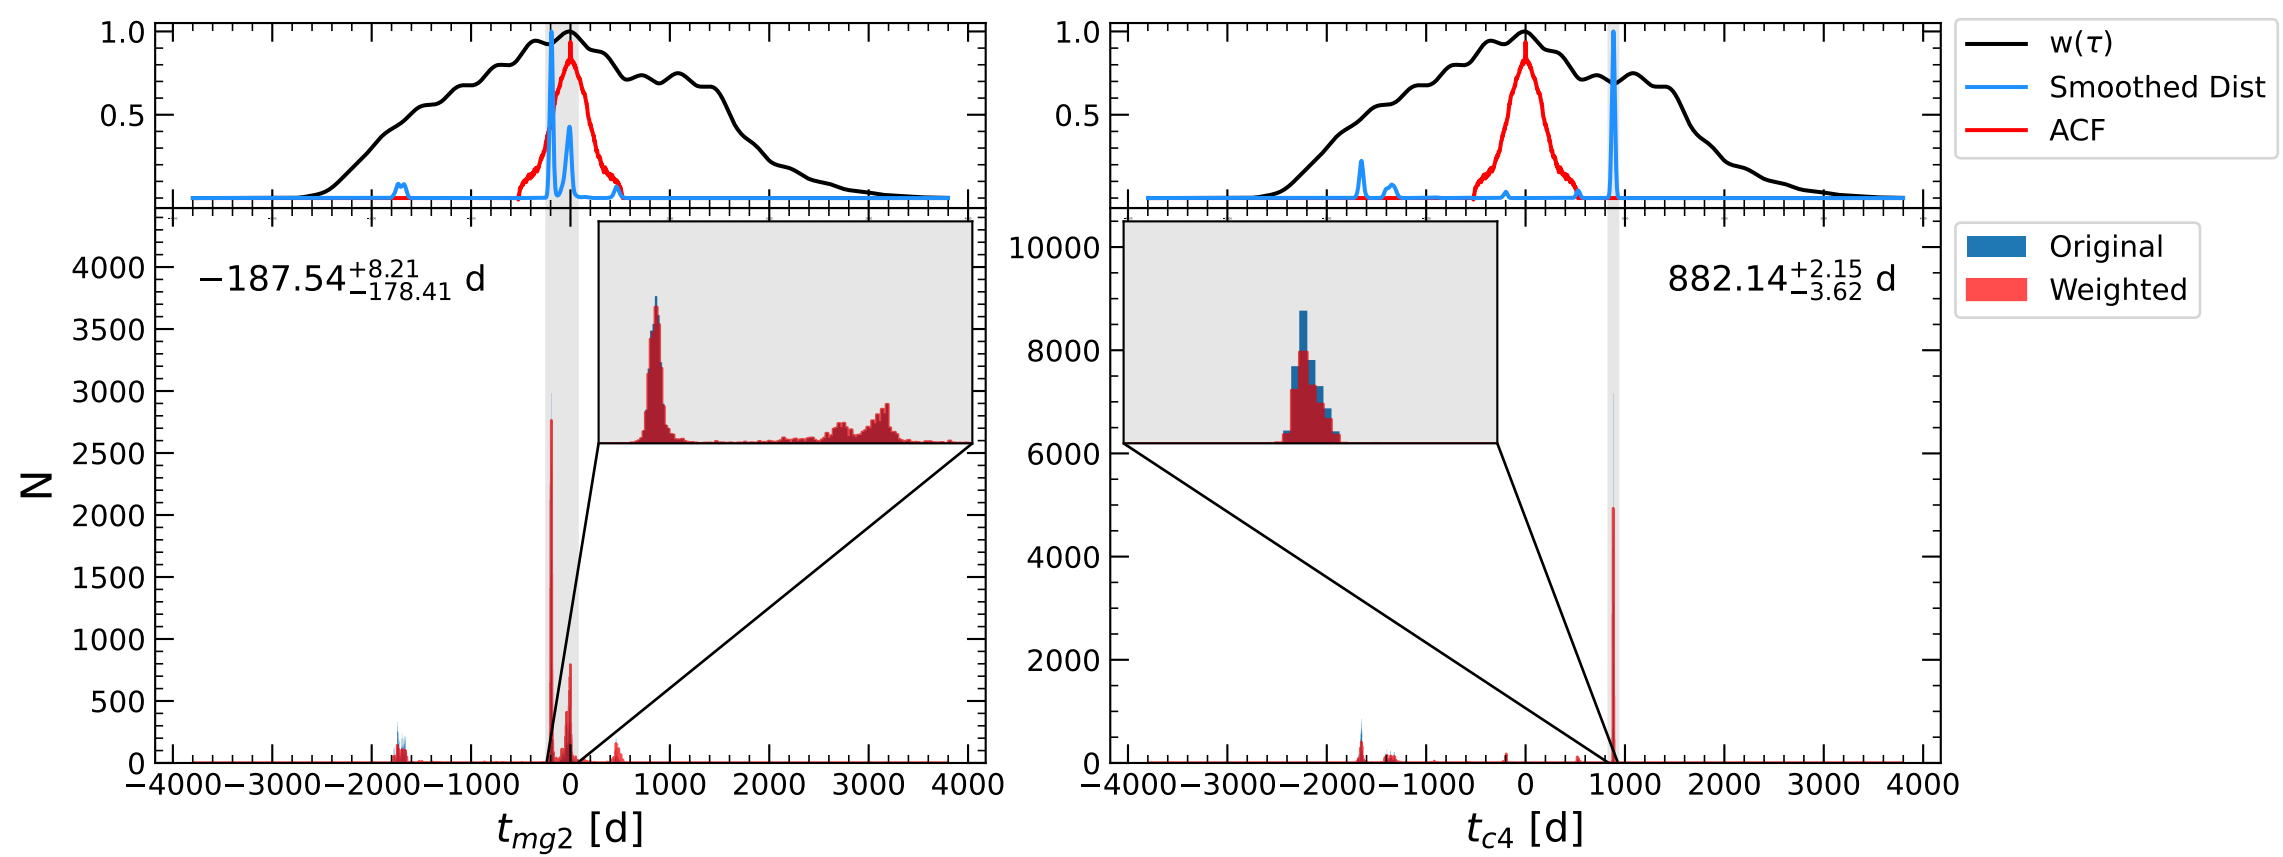 1.0
0.5
−187.54 +8.21 −178.41 d
4000
3500
3000
2500
2000
1500
1000
500
0
N
−4000 −3000 −2000 −1000 0 1000 2000 3000 4000
t_mg2 [d]
1.0
0.5
882.14 +2.15 −3.62 d
10000
8000
6000
4000
2000
0
−4000 −3000 −2000 −1000 0 1000 2000 3000 4000
t_c4 [d]
w(τ)
Smoothed Dist
ACF
Original
Weighted